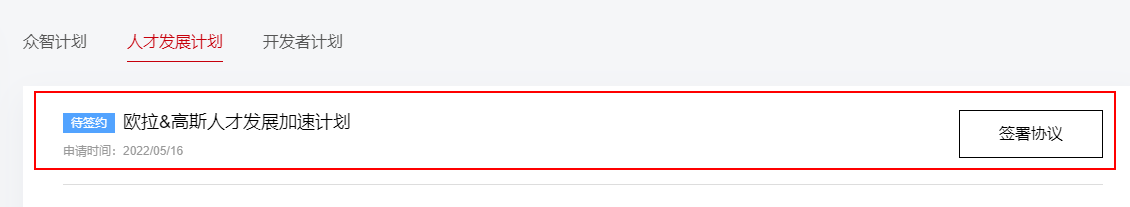 众智计划 人才发展计划 开发者计划
待签约 欧拉&高斯人才发展加速计划
签署协议
申请时间：2022/05/16